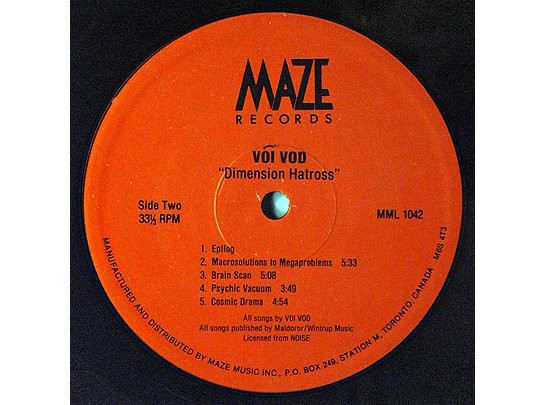 MAZE
RECORDS
VOÏ VOD
"Dimension Hatross"
Side Two
33⅓ RPM
MML 1042
1. Epilog
2. Macrosolutions to Megaproblems 5:33
3. Brain Scan 5:08
4. Psychic Vacuum 3:49
5. Cosmic Drama 4:54
All songs by VOI VOD
All songs published by Maldoror/Wintrup Music
Licensed from NOISE
MANUFACTURED AND DISTRIBUTED BY MAZE MUSIC INC., P.O. BOX 249, STATION M, TORONTO, CANADA M6S 4T3